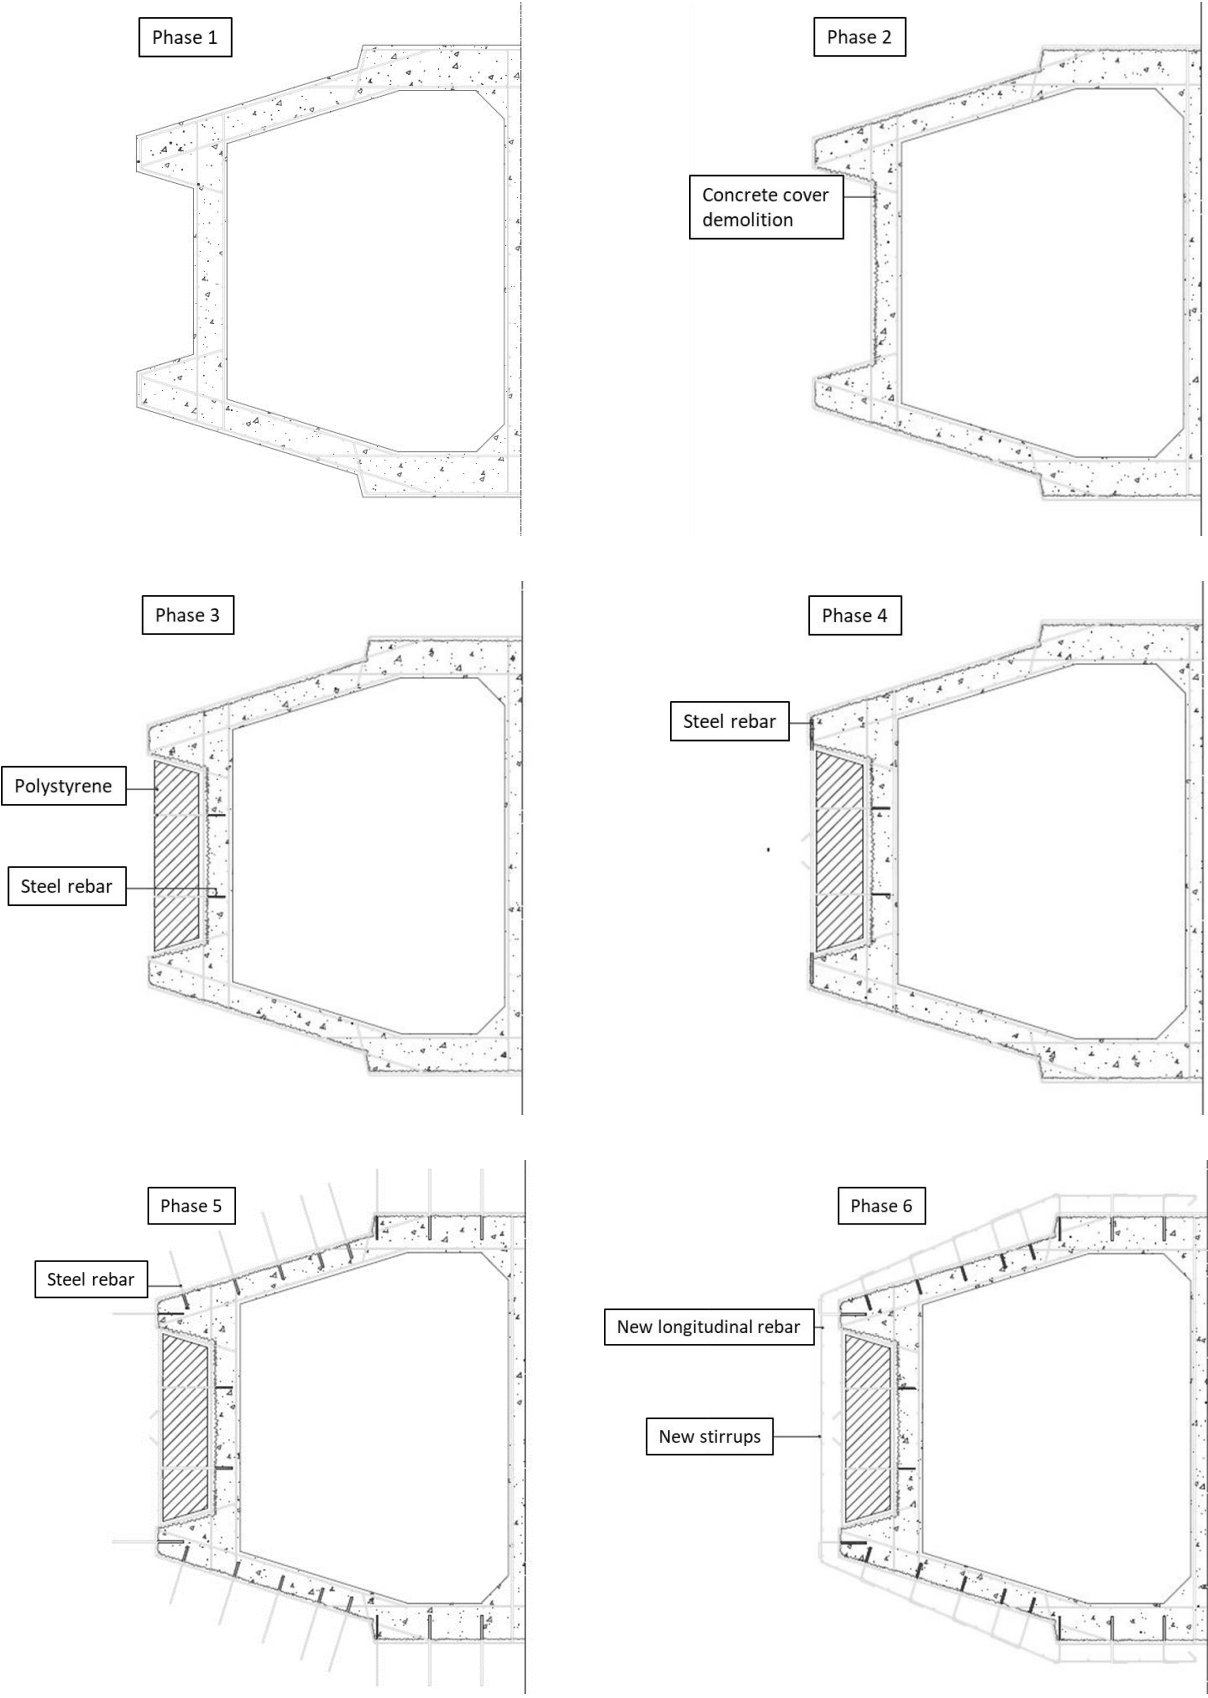 Phase 1
Phase 2
Concrete cover
demolition
Phase 3
Phase 4
Steel rebar
Polystyrene
Steel rebar
Phase 5
Phase 6
Steel rebar
New longitudinal rebar
New stirrups